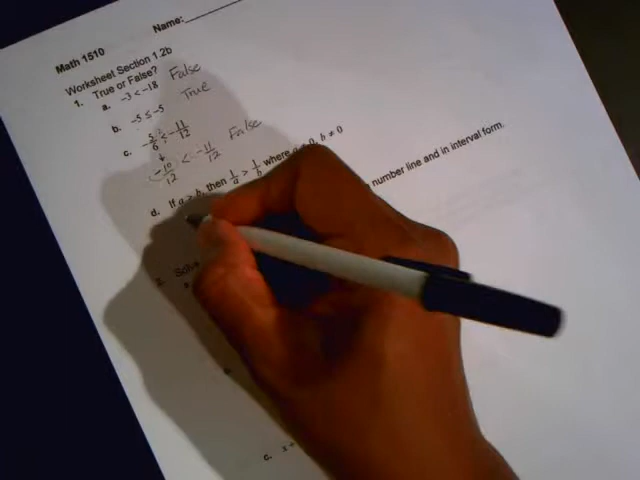 Name:
Math 1510
Worksheet Section 1.2b
1. True or False?
a. -3 < -18 False
b. -5 ≤ -5 True
c. -5/6 < -11/12
-10/12 < -11/12 False
d. If a > b, then 1/a > 1/b where 0, b ≠ 0
2. Solve number line and in interval form.
c. x +